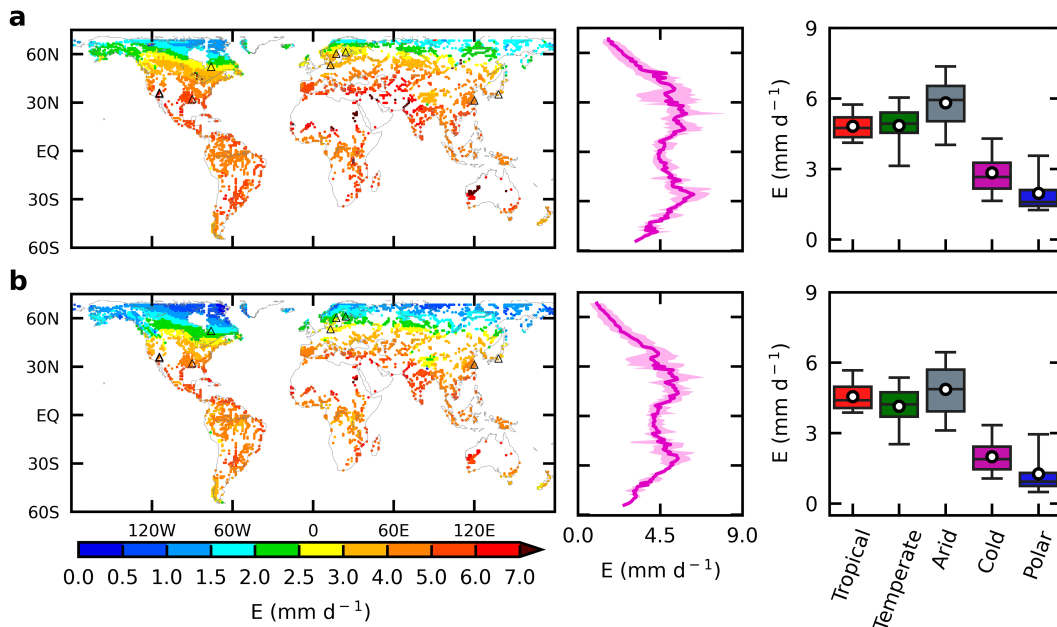 a
60N
30N
EQ
30S
60S
9
6
3
0
E (mm d⁻¹)
b
60N
30N
EQ
30S
60S
120W 60W 0 60E 120E
0.0 0.5 1.0 1.5 2.0 2.5 3.0 4.0 5.0 6.0 7.0
E (mm d⁻¹)
0.0 4.5 9.0
E (mm d⁻¹)
9
6
3
0
E (mm d⁻¹)
Tropical
Temperate
Arid
Cold
Polar